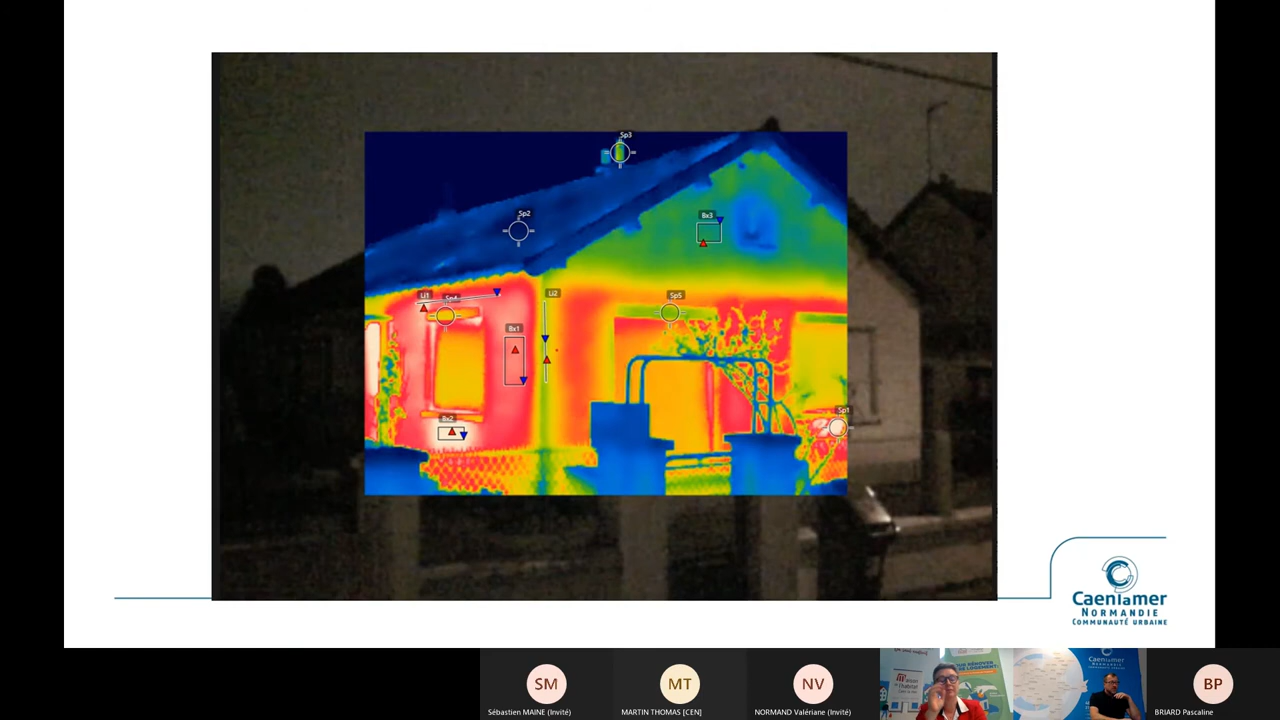 Sp3
Sp2
Bx3
Li1
Sp4
Li2
Sp5
Bx1
Bx2
Sp1
Caenlamer
NORMANDIE
COMMUNAUTÉ URBAINE
SM
Sébastien MAINE (Invité)
MT
MARTIN THOMAS [CEN]
NV
NORMAND Valériane (Invité)
Caenlamer
BP
BRIARD Pascaline